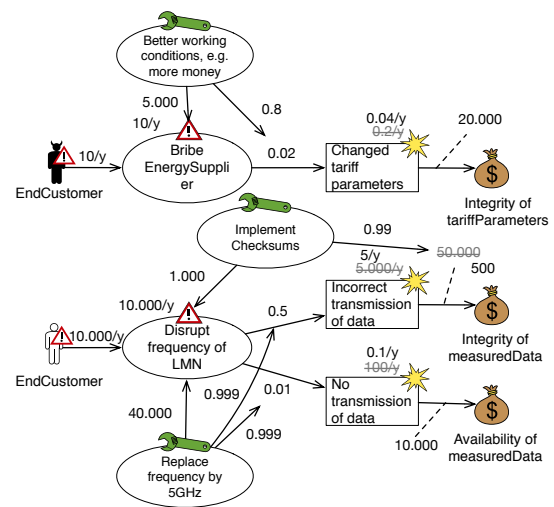 Better working
conditions, e.g.
more money
5.000
0.8
10/y
0.04/y
0.2/y
20.000
10/y
Bribe
EnergySuppli
er
0.02
Changed
tariff
parameters
EndCustomer
Integrity of
tariffParameters
Implement
Checksums
0.99
50.000
5/y
5.000/y
500
1.000
10.000/y
0.5
Incorrect
transmission
of data
10.000/y
Disrupt
frequency of
LMN
Integrity of
measuredData
EndCustomer
0.1/y
100/y
0.999
0.01
No
transmission
of data
40.000
0.999
10.000
Availability of
measuredData
Replace
frequency by
5GHz